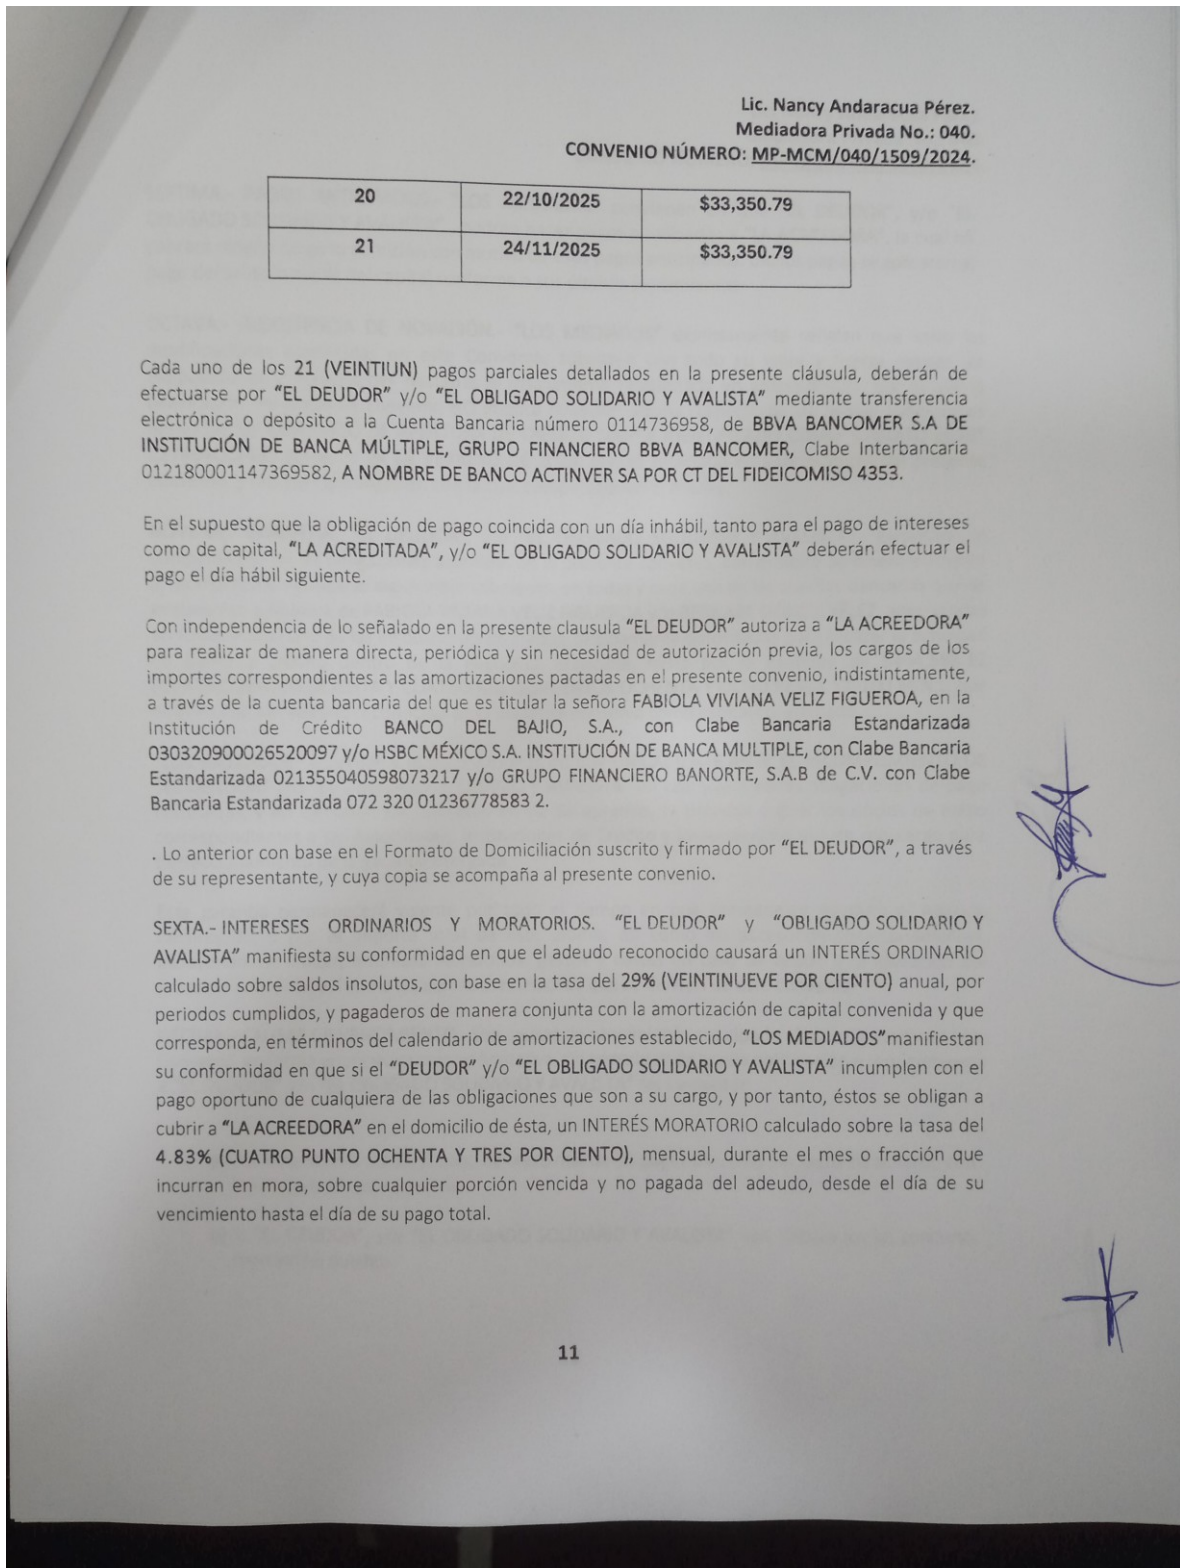 Lic. Nancy Andaracua Pérez.
Mediadora Privada No.: 040.
CONVENIO NÚMERO: MP-MCM/040/1509/2024.
20 22/10/2025 $33,350.79
21 24/11/2025 $33,350.79
Cada uno de los 21 (VEINTIUN) pagos parciales detallados en la presente cláusula, deberán de
efectuarse por “EL DEUDOR” y/o “EL OBLIGADO SOLIDARIO Y AVALISTA” mediante transferencia
electrónica o depósito a la Cuenta Bancaria número 0114736958, de BBVA BANCOMER S.A DE
INSTITUCIÓN DE BANCA MÚLTIPLE, GRUPO FINANCIERO BBVA BANCOMER, Clabe Interbancaria
012180001147369582, A NOMBRE DE BANCO ACTINVER SA POR CT DEL FIDEICOMISO 4353.
En el supuesto que la obligación de pago coincida con un día inhábil, tanto para el pago de intereses
como de capital, “LA ACREDITADA”, y/o “EL OBLIGADO SOLIDARIO Y AVALISTA” deberán efectuar el
pago el día hábil siguiente.
Con independencia de lo señalado en la presente clausula “EL DEUDOR” autoriza a “LA ACREEDORA”
para realizar de manera directa, periódica y sin necesidad de autorización previa, los cargos de los
importes correspondientes a las amortizaciones pactadas en el presente convenio, indistintamente,
a través de la cuenta bancaria del que es titular la señora FABIOLA VIVIANA VELIZ FIGUEROA, en la
Institución de Crédito BANCO DEL BAJIO, S.A., con Clabe Bancaria Estandarizada
030320900026520097 y/o HSBC MÉXICO S.A. INSTITUCIÓN DE BANCA MULTIPLE, con Clabe Bancaria
Estandarizada 021355040598073217 y/o GRUPO FINANCIERO BANORTE, S.A.B de C.V. con Clabe
Bancaria Estandarizada 072 320 01236778583 2.
. Lo anterior con base en el Formato de Domiciliación suscrito y firmado por “EL DEUDOR”, a través
de su representante, y cuya copia se acompaña al presente convenio.
SEXTA.- INTERESES ORDINARIOS Y MORATORIOS. “EL DEUDOR” y “OBLIGADO SOLIDARIO Y
AVALISTA” manifiesta su conformidad en que el adeudo reconocido causará un INTERÉS ORDINARIO
calculado sobre saldos insolutos, con base en la tasa del 29% (VEINTINUEVE POR CIENTO) anual, por
periodos cumplidos, y pagaderos de manera conjunta con la amortización de capital convenida y que
corresponda, en términos del calendario de amortizaciones establecido, “LOS MEDIADOS”manifiestan
su conformidad en que si el “DEUDOR” y/o “EL OBLIGADO SOLIDARIO Y AVALISTA” incumplen con el
pago oportuno de cualquiera de las obligaciones que son a su cargo, y por tanto, éstos se obligan a
cubrir a “LA ACREEDORA” en el domicilio de ésta, un INTERÉS MORATORIO calculado sobre la tasa del
4.83% (CUATRO PUNTO OCHENTA Y TRES POR CIENTO), mensual, durante el mes o fracción que
incurran en mora, sobre cualquier porción vencida y no pagada del adeudo, desde el día de su
vencimiento hasta el día de su pago total.
11